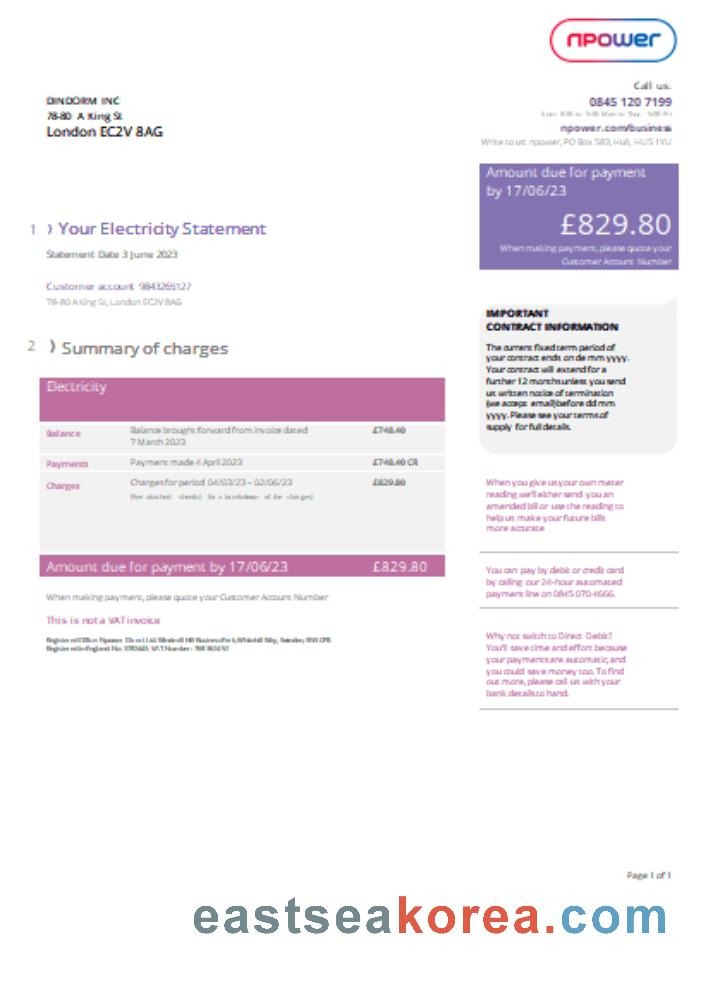 npower
Call us:
0845 120 7199
npower.com/business
Write to us: npower, PO Box 583, Hull, HU5 1YU
DINDORM INC
78-80 A King St
London EC2V 8AG
Amount due for payment
by 17/06/23
£829.80
When making payment, please quote your
Customer Account Number
1 ) Your Electricity Statement
Statement Date 3 June 2023
Customer account 9843265127
78-80 A King St, London EC2V 8AG
2 ) Summary of charges
Electricity
Balance Balance brought forward from invoice dated £748.40
7 March 2023
Payments Payment made 4 April 2023 £748.40 CR
Charges Charges for period 04/03/23 – 02/06/23 £829.80
(See attached sheet(s) for a breakdown of the charges)
Amount due for payment by 17/06/23 £829.80
When making payment, please quote your Customer Account Number
This is not a VAT invoice
IMPORTANT
CONTRACT INFORMATION
The current fixed term period of
your contract ends on de mm yyyy.
Your contract will extend for a
further 12 months unless you send
us written notice of termination
(we accept email) before dd mm
yyyy. Please see your terms of
supply for full details.
When you give us your own meter
reading we'll either send you an
amended bill or use the reading to
help us make your future bills
more accurate
You can pay by debit or credit card
by calling our 24-hour automated
payment line on 0845 070 4666.
Why not switch to Direct Debit?
You'll save time and effort because
your payments are automatic, and
you could save money too. To find
out more, please call us with your
bank details to hand.
Page 1 of 1
eastseakorea.com